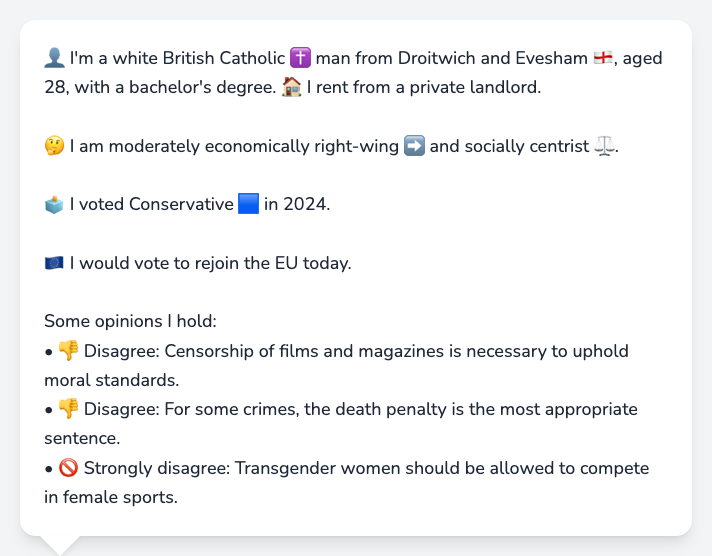 👤 I'm a white British Catholic ✝️ man from Droitwich and Evesham 🏴󠁧󠁢󠁥󠁮󠁧󠁿, aged
28, with a bachelor's degree. 🏠 I rent from a private landlord.
🤔 I am moderately economically right-wing ➡️ and socially centrist ⚖️.
🗳️ I voted Conservative 🟦 in 2024.
🇪🇺 I would vote to rejoin the EU today.
Some opinions I hold:
• 👎 Disagree: Censorship of films and magazines is necessary to uphold
moral standards.
• 👎 Disagree: For some crimes, the death penalty is the most appropriate
sentence.
• 🚫 Strongly disagree: Transgender women should be allowed to compete
in female sports.